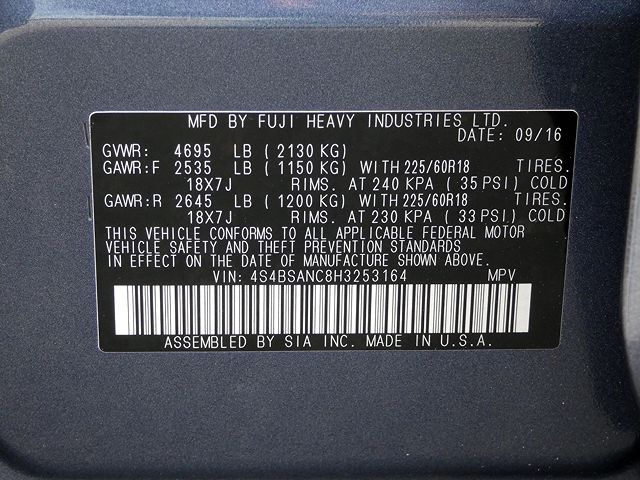 MFD BY FUJI HEAVY INDUSTRIES LTD.
DATE: 09/16
GVWR: 4695 LB (2130 KG)
GAWR:F 2535 LB (1150 KG) WITH 225/60R18 TIRES.
18X7J RIMS. AT 240 KPA (35 PSI) COLD
GAWR:R 2645 LB (1200 KG) WITH 225/60R18 TIRES.
18X7J RIMS. AT 230 KPA (33 PSI) COLD
THIS VEHICLE CONFORMS TO ALL APPLICABLE FEDERAL MOTOR
VEHICLE SAFETY AND THEFT PREVENTION STANDARDS
IN EFFECT ON THE DATE OF MANUFACTURE SHOWN ABOVE.
VIN: 4S4BSANC8H3253164 MPV
ASSEMBLED BY SIA INC. MADE IN U.S.A.